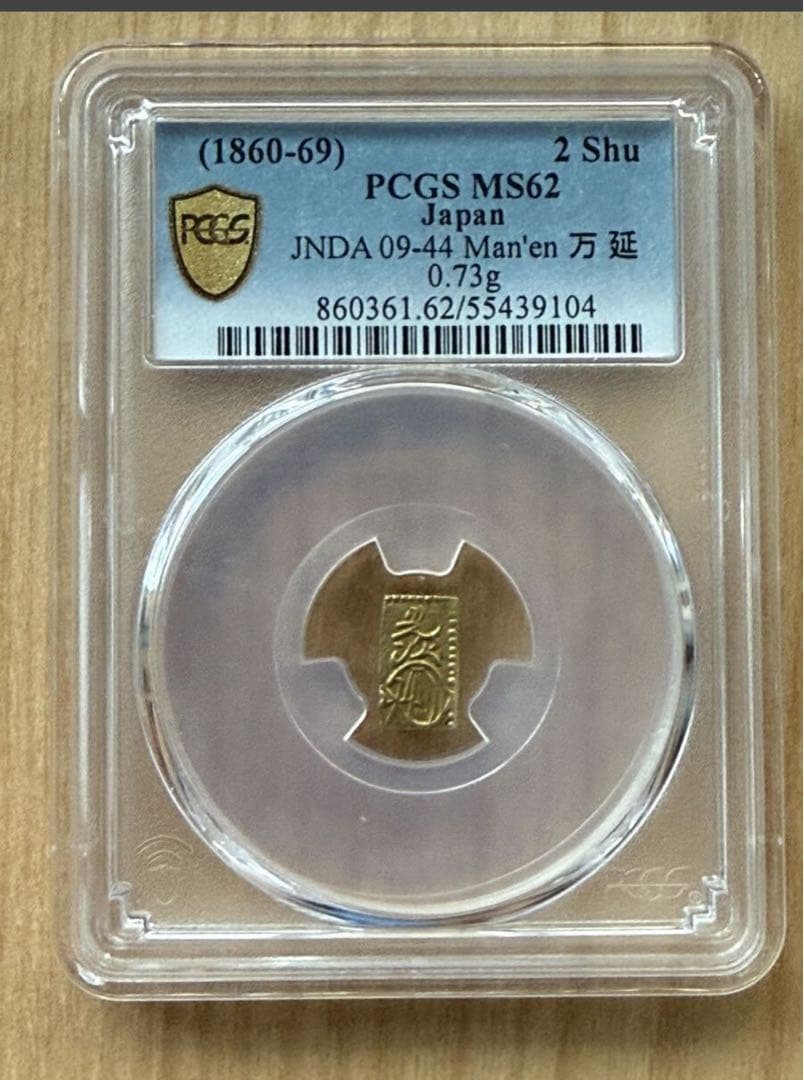 (1860-69) 2 Shu
PCGS MS62
Japan
PCGS
JNDA 09-44 Man'en 万延
0.73g
860361.62/55439104
PCGS